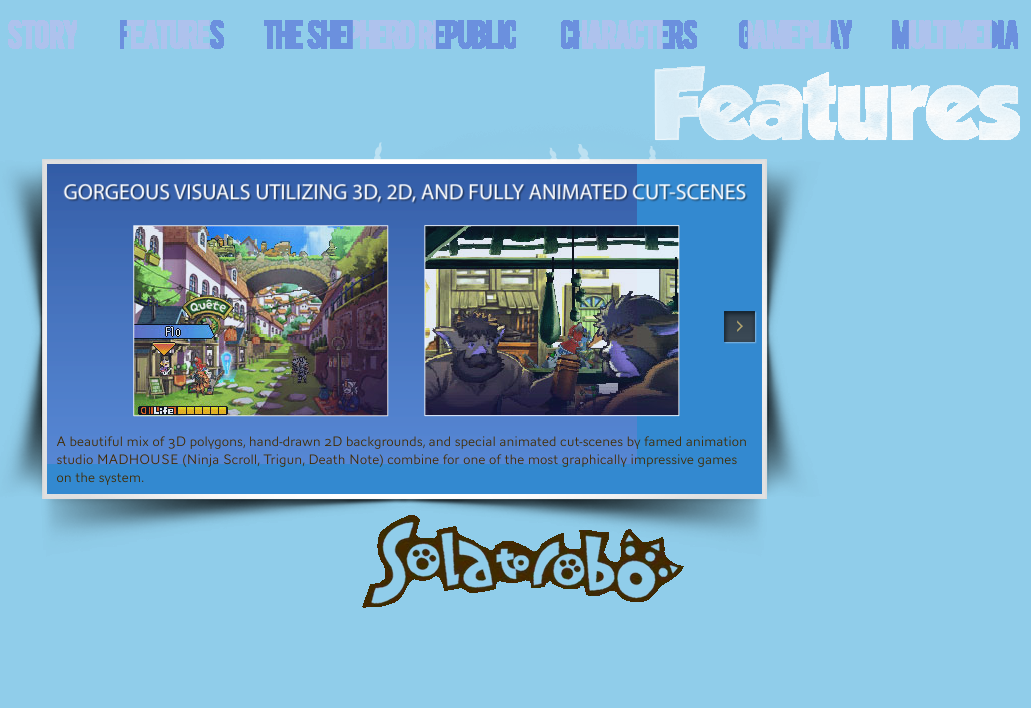 STORY FEATURES THE SHEPHERD REPUBLIC CHARACTERS GAMEPLAY MULTIMEDIA
Features
GORGEOUS VISUALS UTILIZING 3D, 2D, AND FULLY ANIMATED CUT-SCENES
Quête
Flo
Life
A beautiful mix of 3D polygons, hand-drawn 2D backgrounds, and special animated cut-scenes by famed animation
studio MADHOUSE (Ninja Scroll, Trigun, Death Note) combine for one of the most graphically impressive games
on the system.
Solatorobo